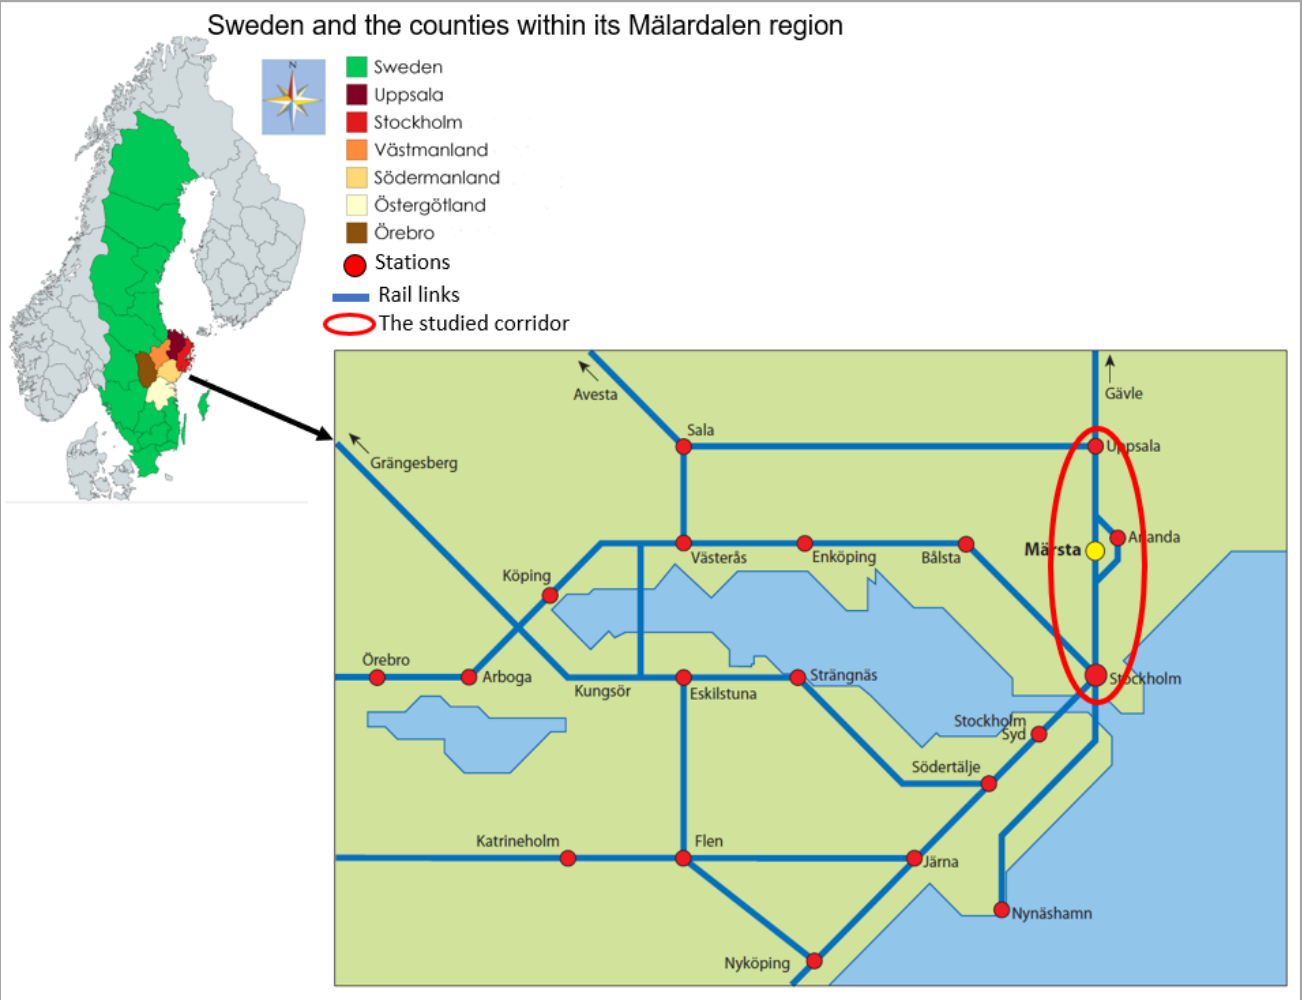 Sweden and the counties within its Mälardalen region
N
Sweden
Uppsala
Stockholm
Västmanland
Södermanland
Östergötland
Örebro
Stations
Rail links
The studied corridor
Avesta
Gävle
Grängesberg
Sala
Uppsala
Arlanda
Märsta
Västerås
Enköping
Bålsta
Köping
Örebro
Arboga
Kungsör
Eskilstuna
Strängnäs
Stockholm
Stockholm
Syd
Södertälje
Katrineholm
Flen
Järna
Nynäshamn
Nyköping